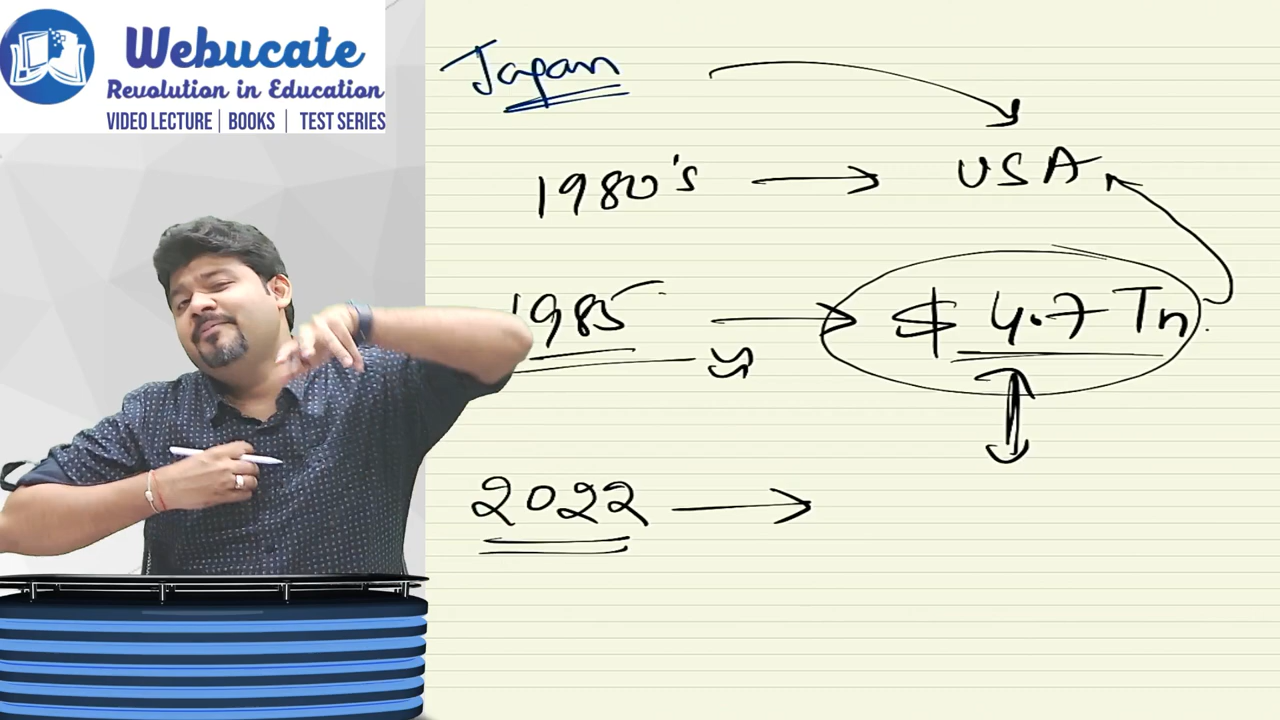 Webucate
Revolution in Education
VIDEO LECTURE | BOOKS | TEST SERIES
Japan
1980's → USA
1985 → $ 4.7 Tn.
2022 →